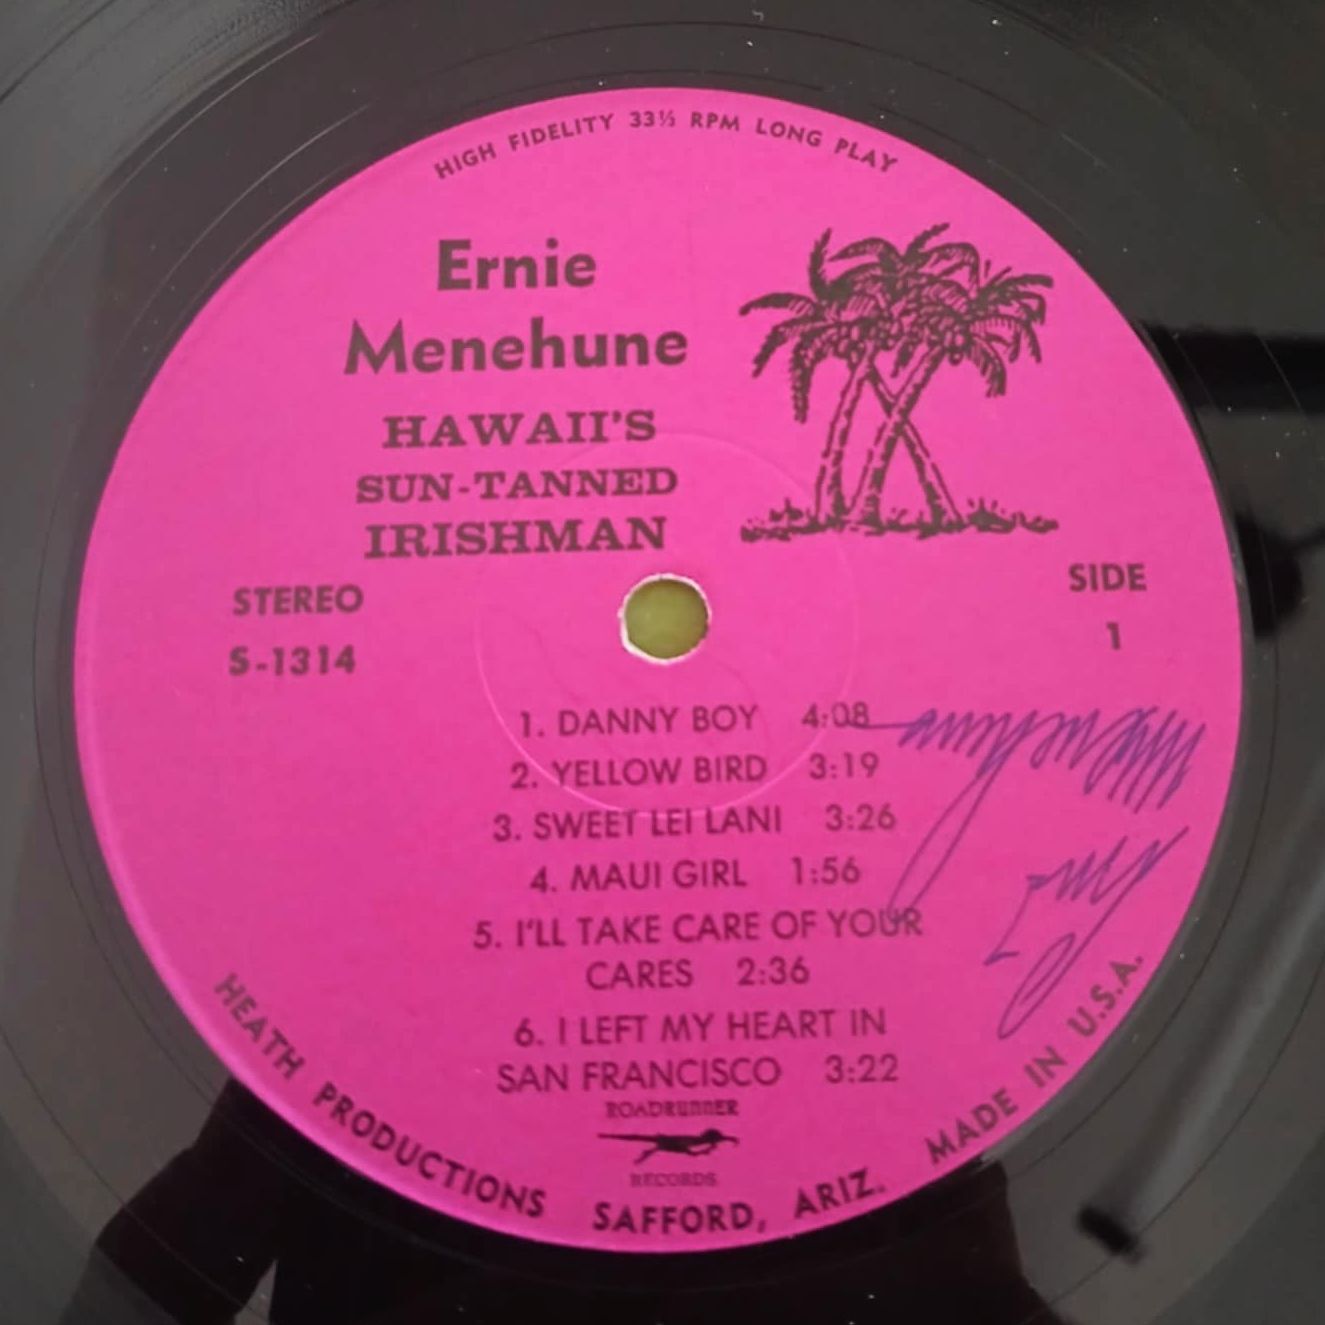 HIGH FIDELITY 33⅓ RPM LONG PLAY
Ernie
Menehune
HAWAII'S
SUN-TANNED
IRISHMAN
STEREO
S-1314
SIDE
1
1. DANNY BOY 4:08
2. YELLOW BIRD 3:19
3. SWEET LEI LANI 3:26
4. MAUI GIRL 1:56
5. I'LL TAKE CARE OF YOUR
CARES 2:36
6. I LEFT MY HEART IN
SAN FRANCISCO 3:22
ROADRUNNER
RECORDS
HEATH PRODUCTIONS SAFFORD, ARIZ. MADE IN U.S.A.